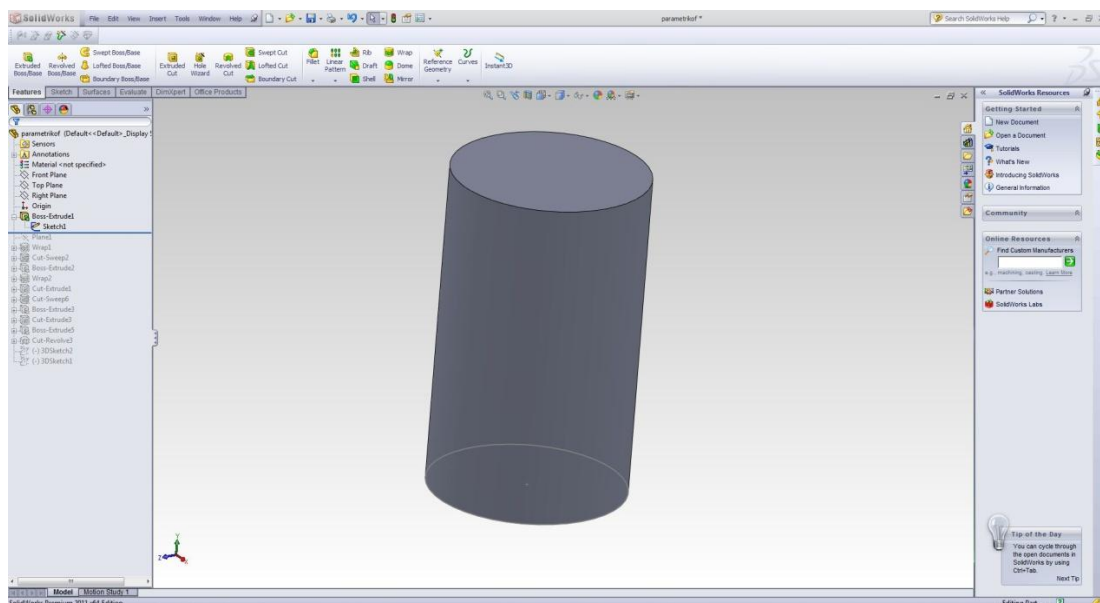 SolidWorks File Edit View Insert Tools Window Help parametrikof * Search SolidWorks Help
Extruded Boss/Base
Revolved Boss/Base
Swept Boss/Base
Lofted Boss/Base
Boundary Boss/Base
Extruded Cut
Hole Wizard
Revolved Cut
Swept Cut
Lofted Cut
Boundary Cut
Fillet
Linear Pattern
Rib
Draft
Shell
Wrap
Dome
Mirror
Reference Geometry
Curves
Instant3D
Features Sketch Surfaces Evaluate DimXpert Office Products
parametrikof (Default<<Default>_Display S
Sensors
Annotations
Material <not specified>
Front Plane
Top Plane
Right Plane
Origin
Boss-Extrude1
Sketch1
Plane1
Wrap1
Cut-Sweep2
Boss-Extrude2
Wrap2
Cut-Extrude1
Cut-Sweep6
Boss-Extrude3
Cut-Extrude3
Boss-Extrude5
Cut-Revolve3
(-) 3DSketch2
(-) 3DSketch1
Y
Z
X
SolidWorks Resources
Getting Started
New Document
Open a Document
Tutorials
What's New
Introducing SolidWorks
General Information
Community
Online Resources
Find Custom Manufacturers
e.g., machining, casting, Learn More
Partner Solutions
SolidWorks Labs
Tip of the Day
You can cycle through
the open documents in
SolidWorks by using
Ctrl+Tab.
Next Tip
Model Motion Study 1
SolidWorks Premium 2011 x64 Edition Editing Part